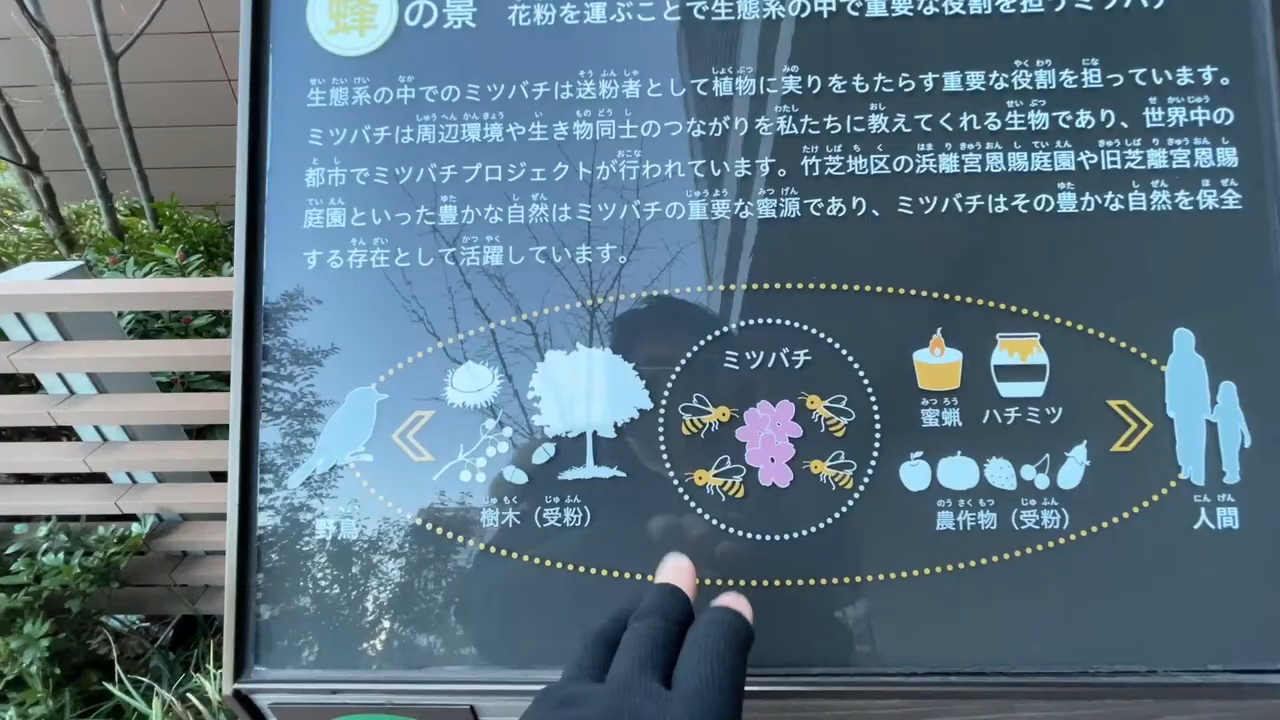 蜂の景 花粉を運ぶことで生態系の中で重要な役割を担うミツバチ
生態系の中でのミツバチは送粉者として植物に実りをもたらす重要な役割を担っています。
ミツバチは周辺環境や生き物同士のつながりを私たちに教えてくれる生物であり、世界中の
都市でミツバチプロジェクトが行われています。竹芝地区の浜離宮恩賜庭園や旧芝離宮恩賜
庭園といった豊かな自然はミツバチの重要な蜜源であり、ミツバチはその豊かな自然を保全
する存在として活躍しています。
ミツバチ
蜜蝋 ハチミツ
野鳥
樹木（受粉）
農作物（受粉）
人間